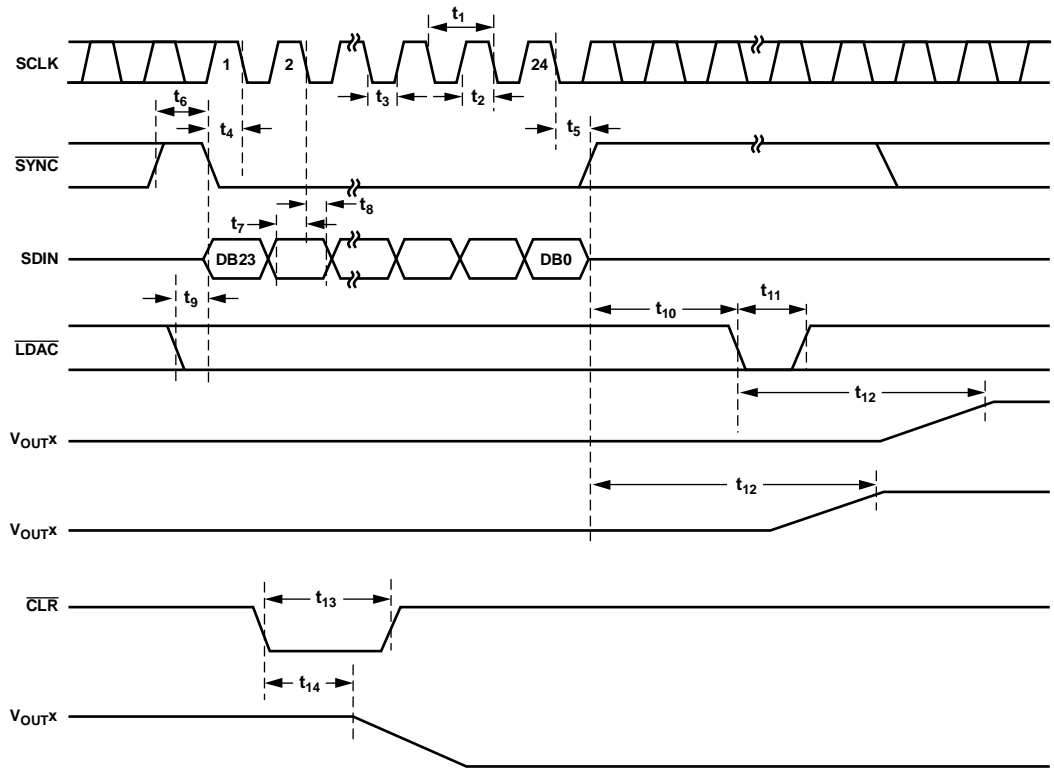 t1
SCLK 1 2 24
t3 t2
t6
t4 t5
SYNC
t8
t7
SDIN DB23 DB0
t9 t10 t11
LDAC
t12
VOUTX
t12
VOUTX
CLR t13
t14
VOUTX